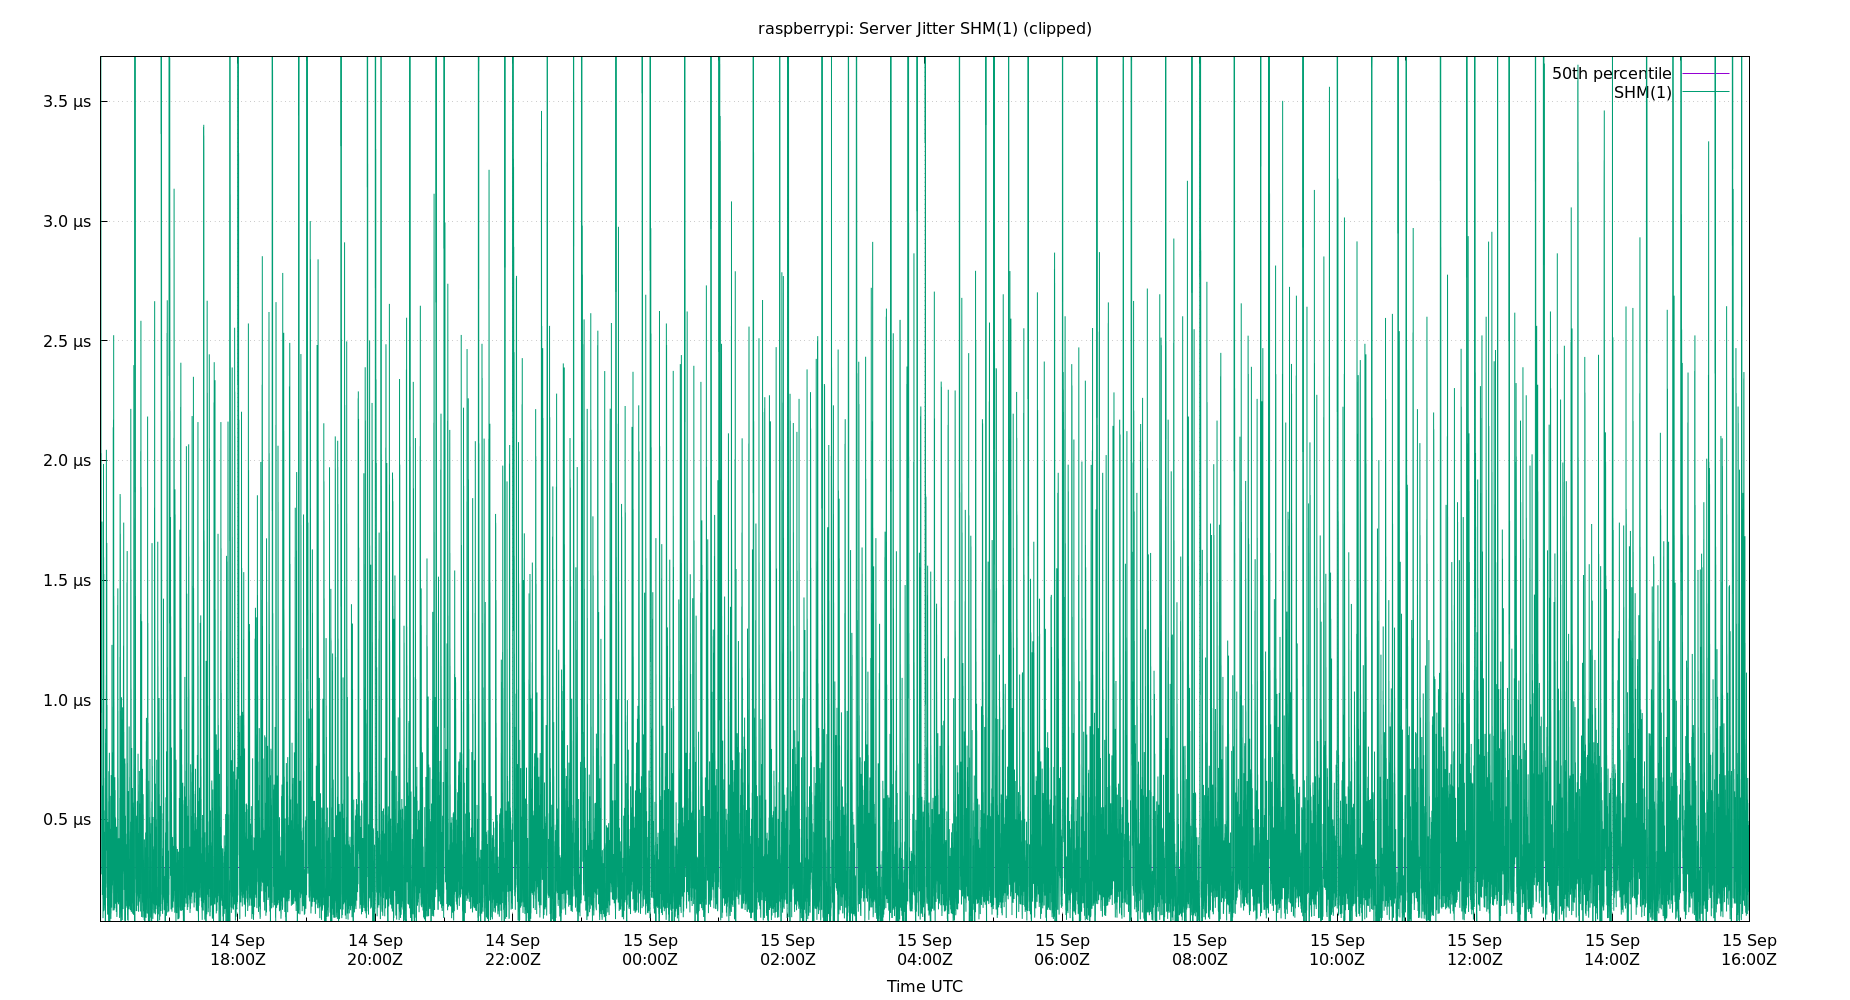 raspberrypi: Server Jitter SHM(1) (clipped)
50th percentile
SHM(1)
3.5 µs
3.0 µs
2.5 µs
2.0 µs
1.5 µs
1.0 µs
0.5 µs
14 Sep 14 Sep 14 Sep 15 Sep 15 Sep 15 Sep 15 Sep 15 Sep 15 Sep 15 Sep 15 Sep 15 Sep
18:00Z 20:00Z 22:00Z 00:00Z 02:00Z 04:00Z 06:00Z 08:00Z 10:00Z 12:00Z 14:00Z 16:00Z
Time UTC